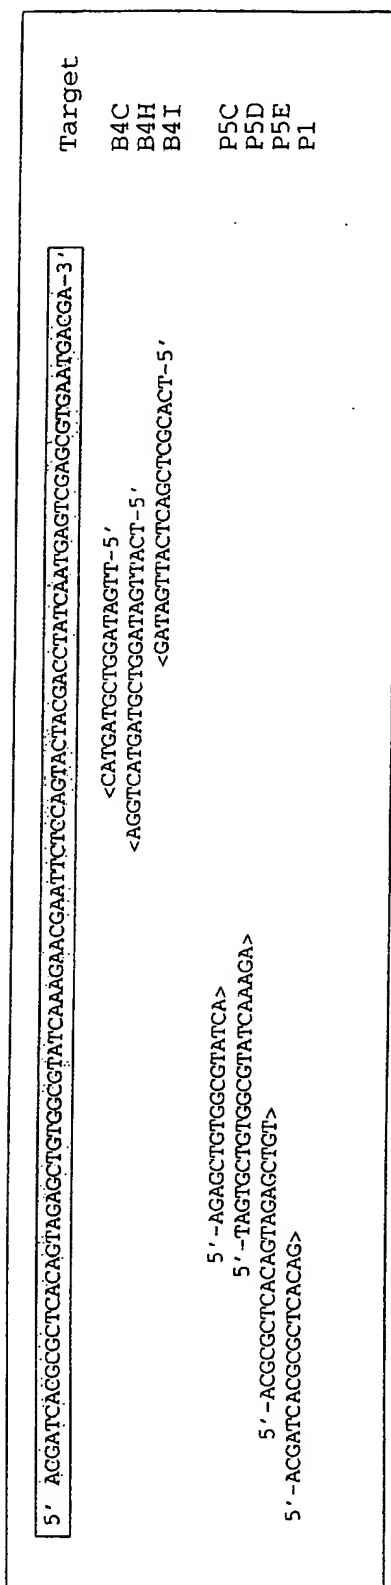 5' ACGATCACGCGCTCACAGTAGAGCTGTGGCGTATCAAAGAACGAATTCTCCAGTACTACGACCTATCAATGAGTCGAGCGTGAATGACGA-3' Target
<CATGATGCTGGATAGTT-5' B4C
<AGGTCATGATGCTGGATAGTTACT-5' B4H
<GATAGTTACTCAGCTCGCACT-5' B4I
5'-AGAGCTGTGGCGTATCA> P5C
5'-TAGTGCTGTGGCGTATCAAAGA> P5D
5'-ACGCGCTCACAGTAGAGCTGT> P5E
5'-ACGATCACGCGCTCACAG> P1